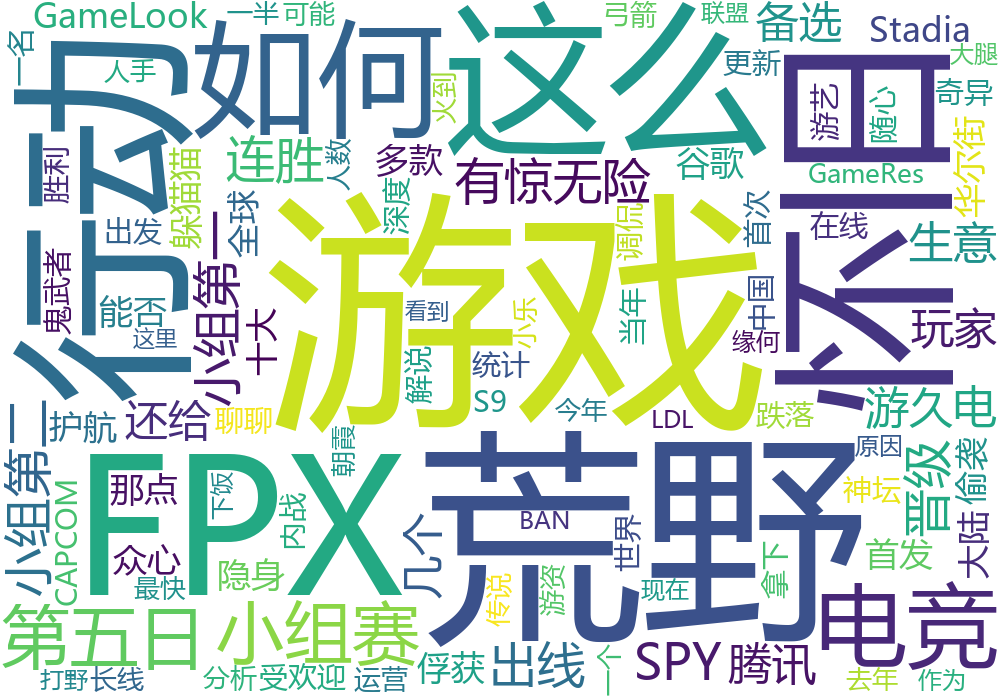 GameLook
一半
可能
弓箭
联盟
备选
Stadia
一名
人手
行动
如何
这么
火到
更新
不怕
游艺
随心
奇异
大腿
胜利
躲猫猫
连胜
人数
多款
有惊无险
谷歌
GameRes
华尔街
出发
小组第一
全球
深度
游戏
调侃
首次
在线
生意
鬼武者
能否
这里
十大
看到
小乐
当年
中国
缘何
玩家
小组第二
护航
还给
聊聊
解说
统计
S9
今年
LDL
跌落
游久电
朝霞
原因
CAPCOM
FPX
那点
下饭
内战
几个
荒野
BAN
世界
神坛
晋级
偷袭
众心
最快
隐身
传说
游资
现在
拿下
首发
大陆
第五日
小组赛
出线
一个
SPY
腾讯
电竞
打野
长线
分析
受欢迎
运营
俘获
去年
作为